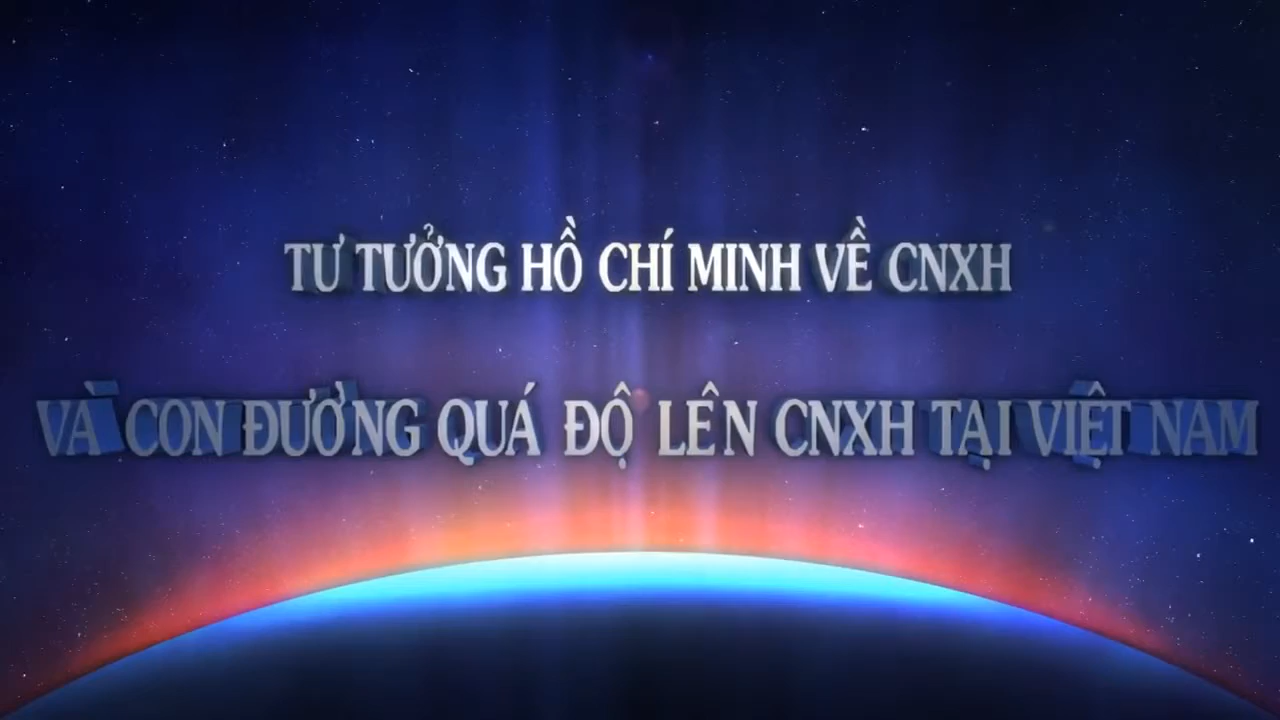 TƯ TƯỞNG HỒ CHÍ MINH VỀ CNXH
VÀ CON ĐƯỜNG QUÁ ĐỘ LÊN CNXH TẠI VIỆT NAM